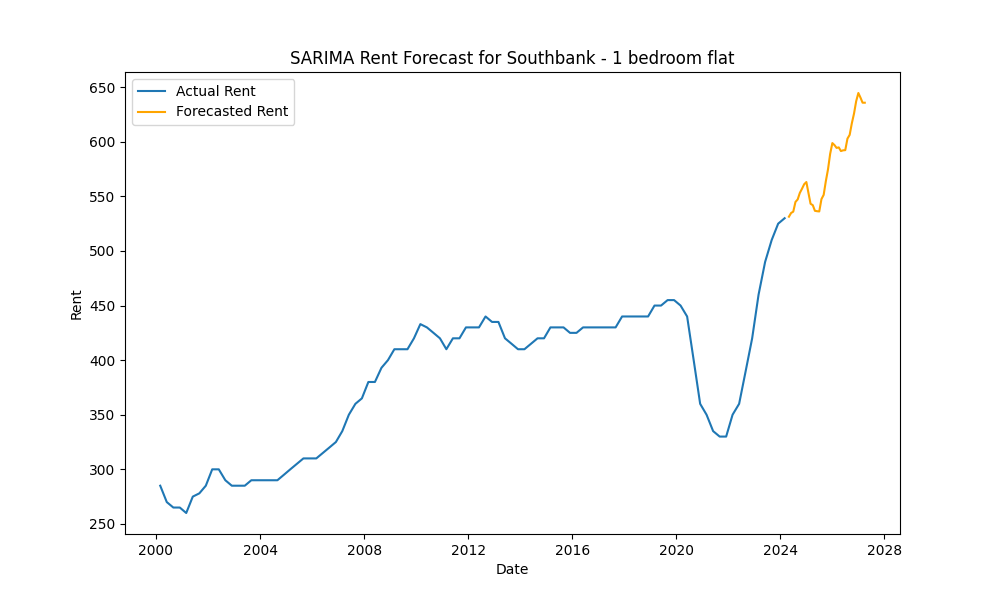 SARIMA Rent Forecast for Southbank - 1 bedroom flat
Actual Rent
Forecasted Rent
650
600
550
500
450
400
350
300
250
Rent
2000 2004 2008 2012 2016 2020 2024 2028
Date